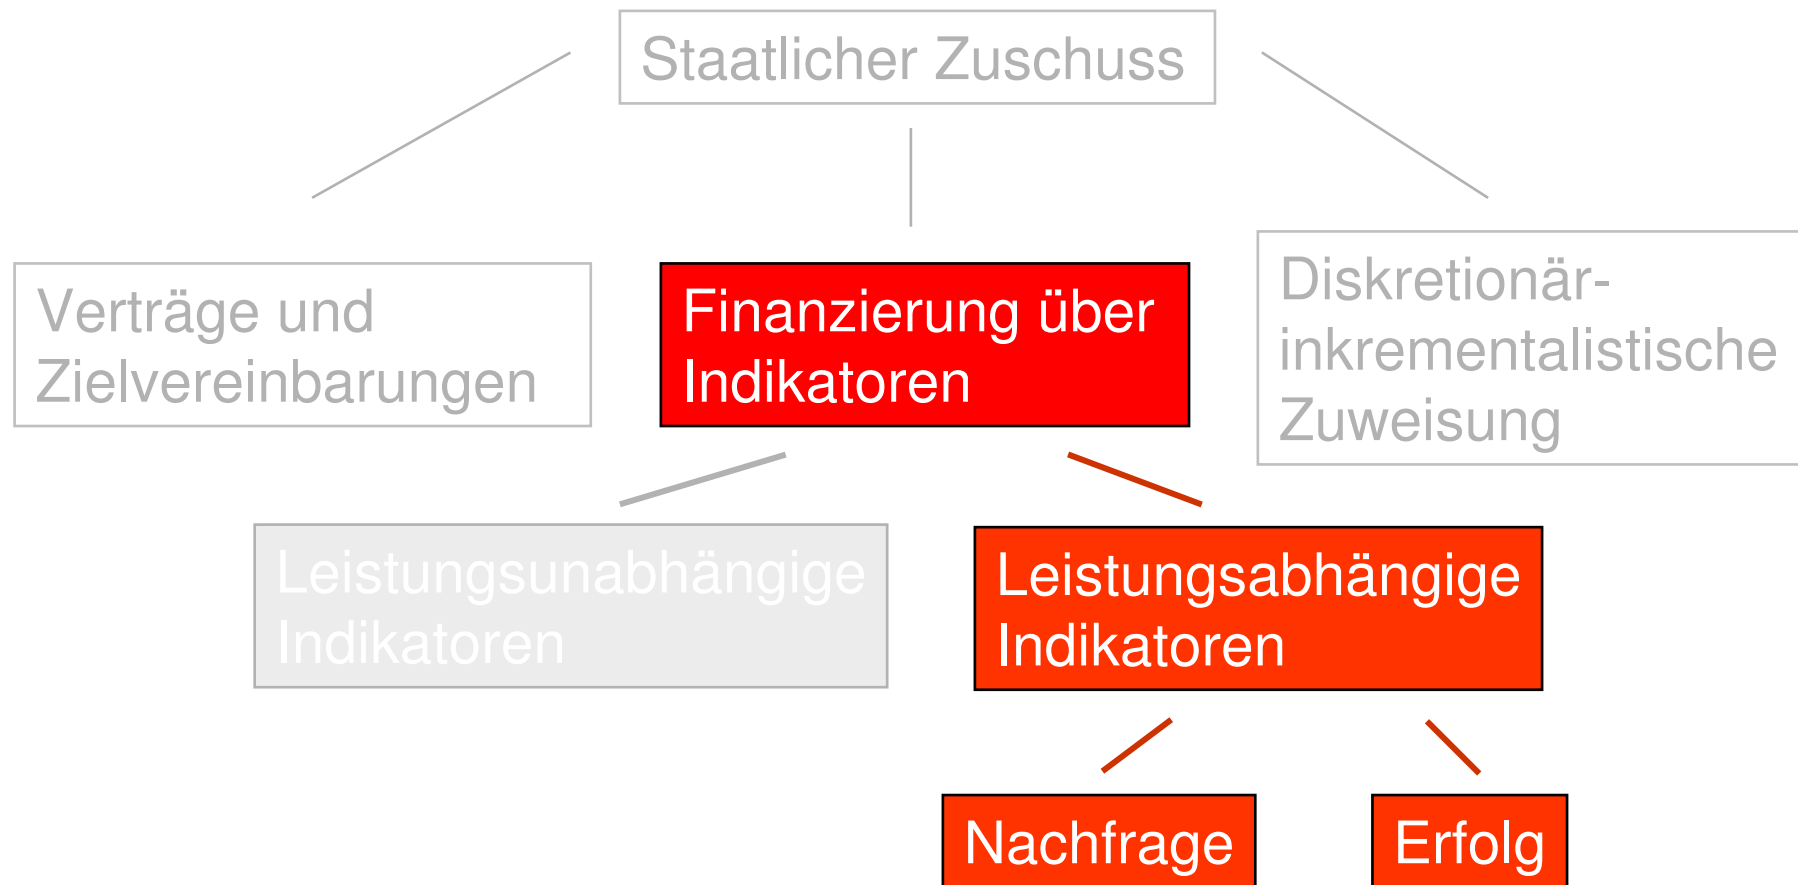 Staatlicher Zuschuss
Verträge und
Zielvereinbarungen
Finanzierung über
Indikatoren
Diskretionär-
inkrementalistische
Zuweisung
Leistungsunabhängige
Indikatoren
Leistungsabhängige
Indikatoren
Nachfrage
Erfolg